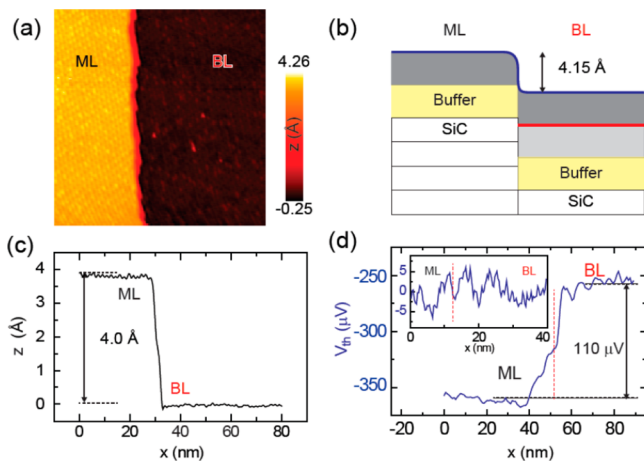 (a)
ML
BL
4.26
z (Å)
-0.25
(b)
ML
BL
4.15 Å
Buffer
SiC
Buffer
SiC
(c)
4
3
2
1
0
z (Å)
ML
4.0 Å
BL
0 20 40 60 80
x (nm)
(d)
-250
-300
-350
Vth (µV)
5
0
-5
ML
BL
0 20 40
x (nm)
BL
110 µV
ML
-20 0 20 40 60 80
x (nm)